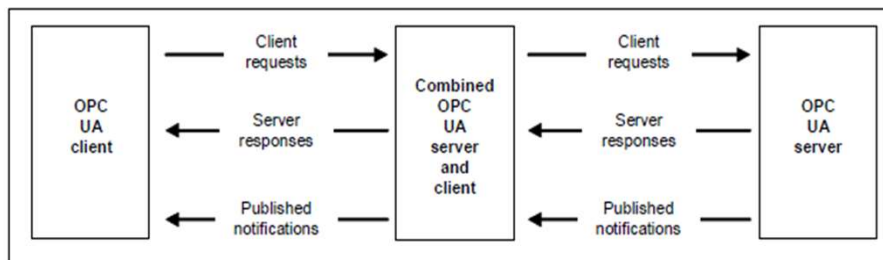 OPC
UA
client
Client
requests
Server
responses
Published
notifications
Combined
OPC
UA
server
and
client
Client
requests
Server
responses
Published
notifications
OPC
UA
server